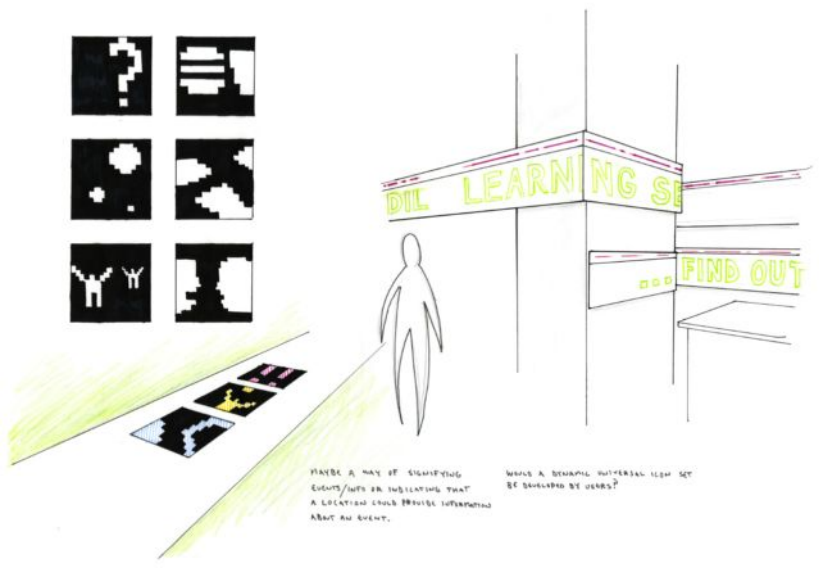 DIL LEARNING SE
... FIND OUT
MAYBE A WAY OF SIGNIFYING
EVENTS/INFO OR INDICATING THAT
A LOCATION COULD PROVIDE INFORMATION
ABOUT AN EVENT.
WOULD A DYNAMIC UNIVERSAL ICON SET
BE DEVELOPED BY USERS?